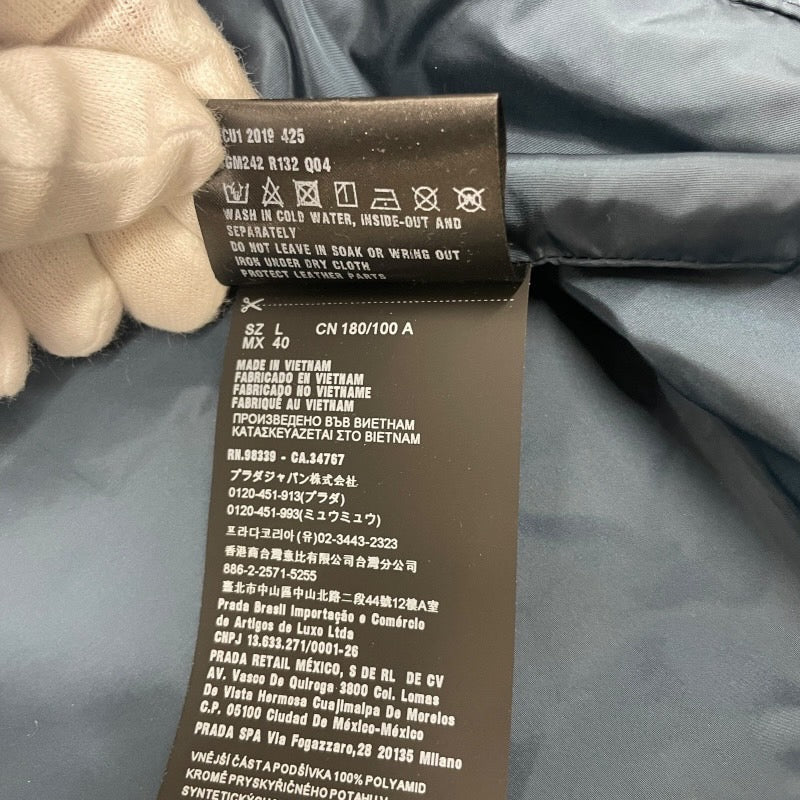 CU1 2019 425
GM242 R132 Q04
WASH IN COLD WATER, INSIDE-OUT AND
SEPARATELY
DO NOT LEAVE IN SOAK OR WRING OUT
IRON UNDER DRY CLOTH
PROTECT LEATHER PARTS
SZ L CN 180/100 A
MX 40
MADE IN VIETNAM
FABRICADO EN VIETNAM
FABRICADO NO VIETNAME
FABRIQUÉ AU VIETNAM
ПРОИЗВЕДЕНО ВЪВ ВИЕТНАМ
ΚΑΤΑΣΚΕΥΑΖΕΤΑΙ ΣΤΟ ΒΙΕΤΝΑΜ
RN.98339 - CA.34767
プラダジャパン株式会社
0120-451-913(プラダ)
0120-451-993(ミュウミュウ)
프라다코리아(유)02-3443-2323
香港商台灣意比有限公司台灣分公司
886-2-2571-5255
臺北市中山區中山北路二段44號12樓A室
Prada Brasil Importação e Comércio
de Artigos de Luxo Ltda
CNPJ 13.633.271/0001-26
PRADA RETAIL MÉXICO, S DE RL DE CV
AV. Vasco De Quiroga 3800 Col. Lomas
De Vista Hermosa Cuajimalpa De Morelos
C.P. 05100 Ciudad De México-México
PRADA SPA Via Fogazzaro,28 20135 Milano
VNĚJŠÍ ČÁST A PODŠÍVKA 100% POLYAMID
KROMĚ PRYSKYŘIČNÉHO POTAHU V